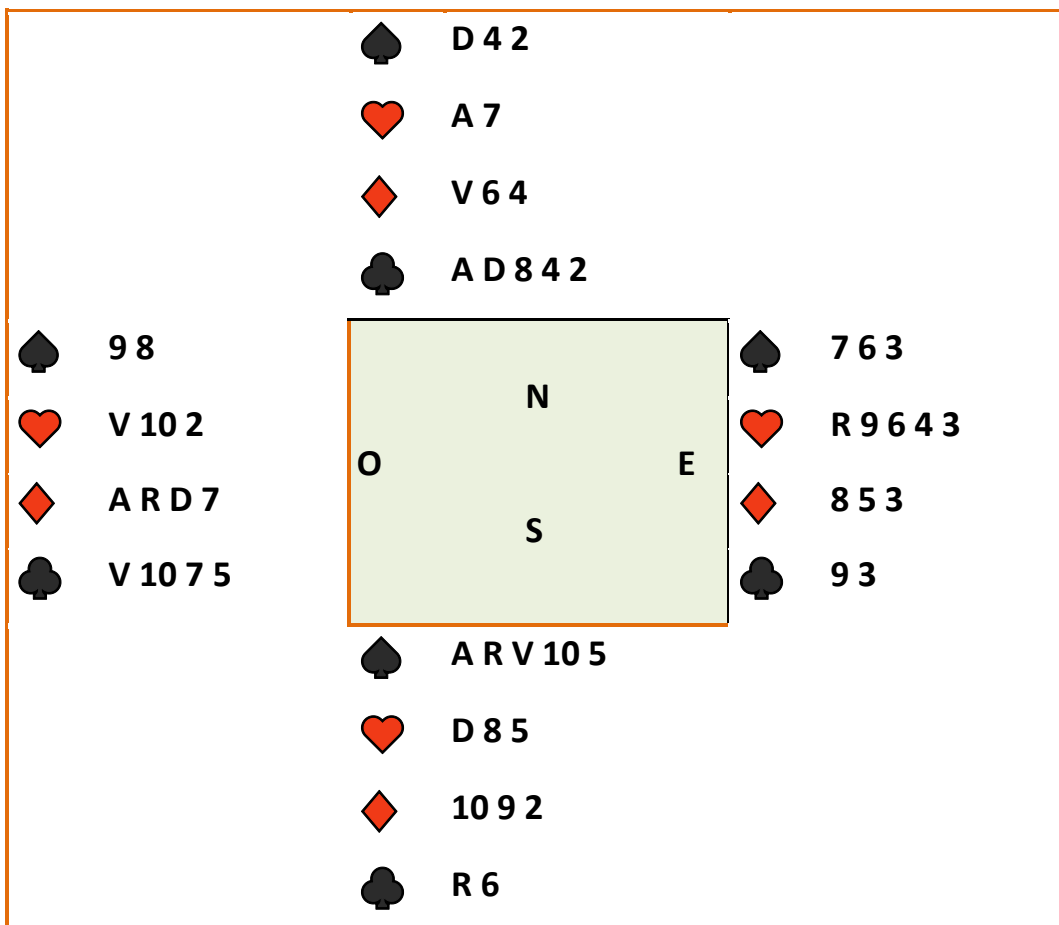 ♠ D 4 2
♥ A 7
♦ V 6 4
♣ A D 8 4 2
♠ 9 8
♥ V 10 2
♦ A R D 7
♣ V 10 7 5
N
O E
S
♠ 7 6 3
♥ R 9 6 4 3
♦ 8 5 3
♣ 9 3
♠ A R V 10 5
♥ D 8 5
♦ 10 9 2
♣ R 6